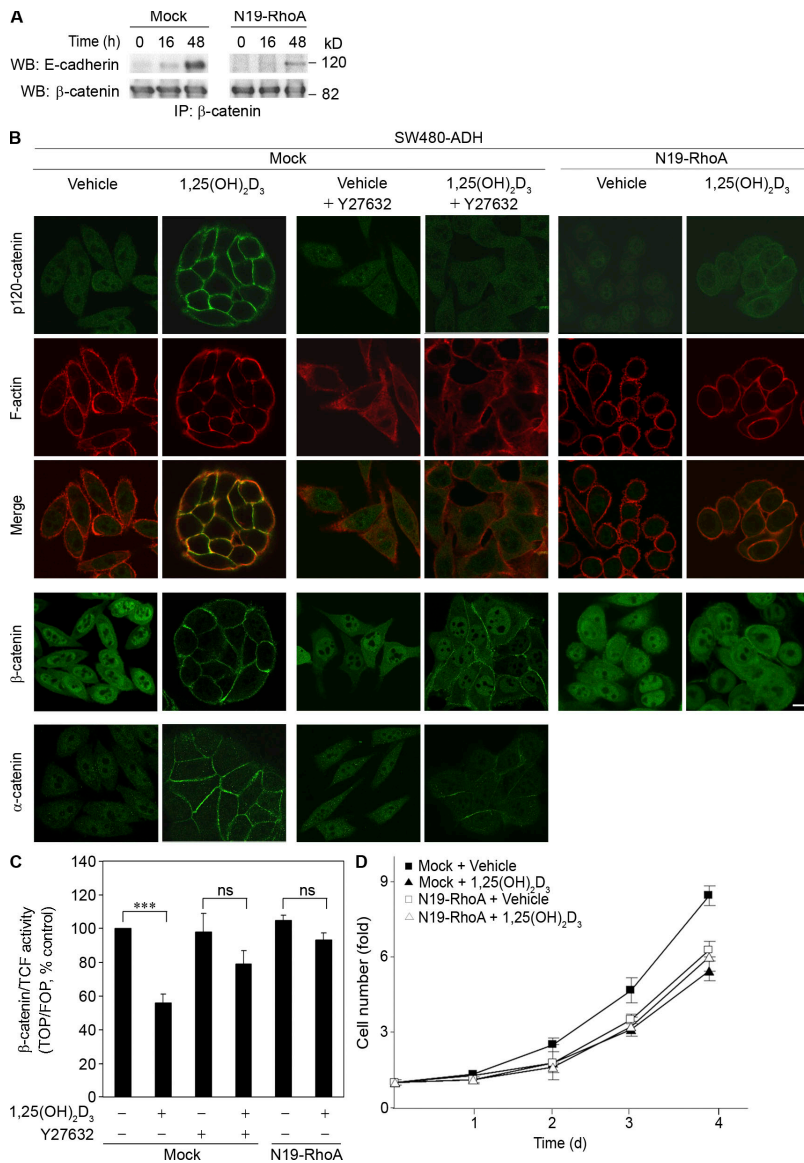 A
Mock N19-RhoA
Time (h) 0 16 48 0 16 48 kD
WB: E-cadherin – 120
WB: β-catenin – 82
IP: β-catenin
B
SW480-ADH
Mock N19-RhoA
Vehicle 1,25(OH)₂D₃ Vehicle + Y27632 1,25(OH)₂D₃ + Y27632 Vehicle 1,25(OH)₂D₃
p120-catenin
F-actin
Merge
β-catenin
α-catenin
C
β-catenin/TCF activity
(TOP/FOP, % control)
140
120
100
80
60
40
20
0
*** ns ns
1,25(OH)₂D₃ – + – + – +
Y27632 – – + + – –
Mock N19-RhoA
D
Mock + Vehicle
Mock + 1,25(OH)₂D₃
N19-RhoA + Vehicle
N19-RhoA + 1,25(OH)₂D₃
Cell number (fold)
9
6
3
0
1 2 3 4
Time (d)